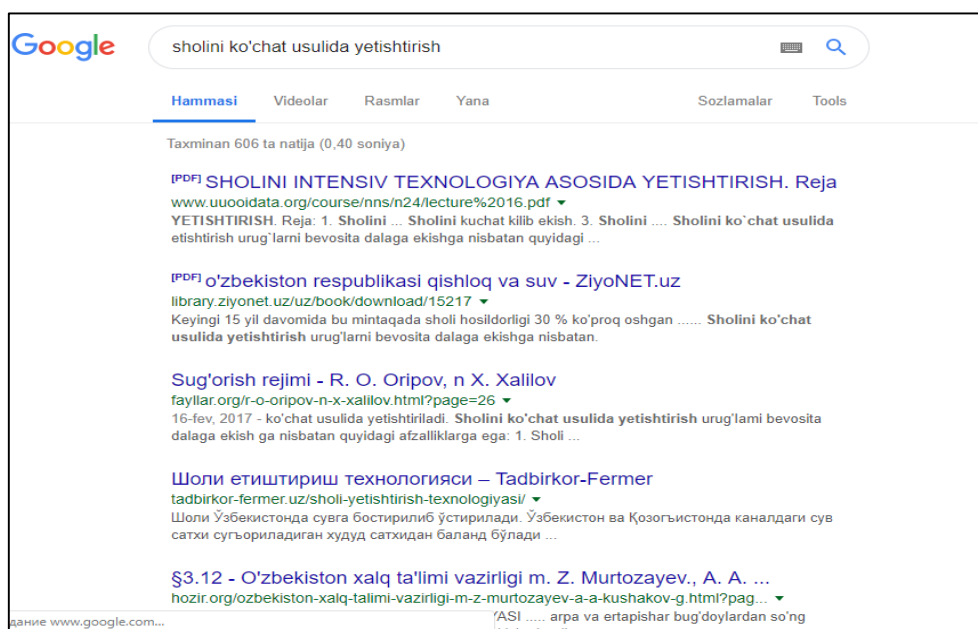 Google
sholini ko'chat usulida yetishtirish
Hammasi Videolar Rasmlar Yana Sozlamalar Tools
Taxminan 606 ta natija (0,40 soniya)
[PDF] SHOLINI INTENSIV TEXNOLOGIYA ASOSIDA YETISHTIRISH. Reja
www.uuooidata.org/course/nns/n24/lecture%2016.pdf
YETISHTIRISH. Reja: 1. Sholini ... Sholini kuchat kilib ekish. 3. Sholini .... Sholini ko`chat usulida
etishtirish urug`larni bevosita dalaga ekishga nisbatan quyidagi ...
[PDF] o'zbekiston respublikasi qishloq va suv - ZiyoNET.uz
library.ziyonet.uz/uz/book/download/15217
Keyingi 15 yil davomida bu mintaqada sholi hosildorligi 30 % ko'proq oshgan ...... Sholini ko'chat
usulida yetishtirish urug'larni bevosita dalaga ekishga nisbatan.
Sug'orish rejimi - R. O. Oripov, n X. Xalilov
fayllar.org/r-o-oripov-n-x-xalilov.html?page=26
16-fev, 2017 - ko'chat usulida yetishtiriladi. Sholini ko'chat usulida yetishtirish urug'lami bevosita
dalaga ekish ga nisbatan quyidagi afzalliklarga ega: 1. Sholi ...
Шоли етиштириш технологияси – Tadbirkor-Fermer
tadbirkor-fermer.uz/sholi-yetishtirish-texnologiyasi/
Шоли Ўзбекистонда сувга бостирилиб ўстирилади. Ўзбекистон ва Қозогъистонда каналдаги сув
сатхи сугъориладиган худуд сатхидан баланд бўлади ...
§3.12 - O'zbekiston xalq ta'limi vazirligi m. Z. Murtozayev., A. A. ...
hozir.org/ozbekiston-xalq-talimi-vazirligi-m-z-murtozayev-a-a-kushakov-g.html?pag...
дание www.google.com... 'ASI ..... arpa va ertapishar bug'doylardan so'ng